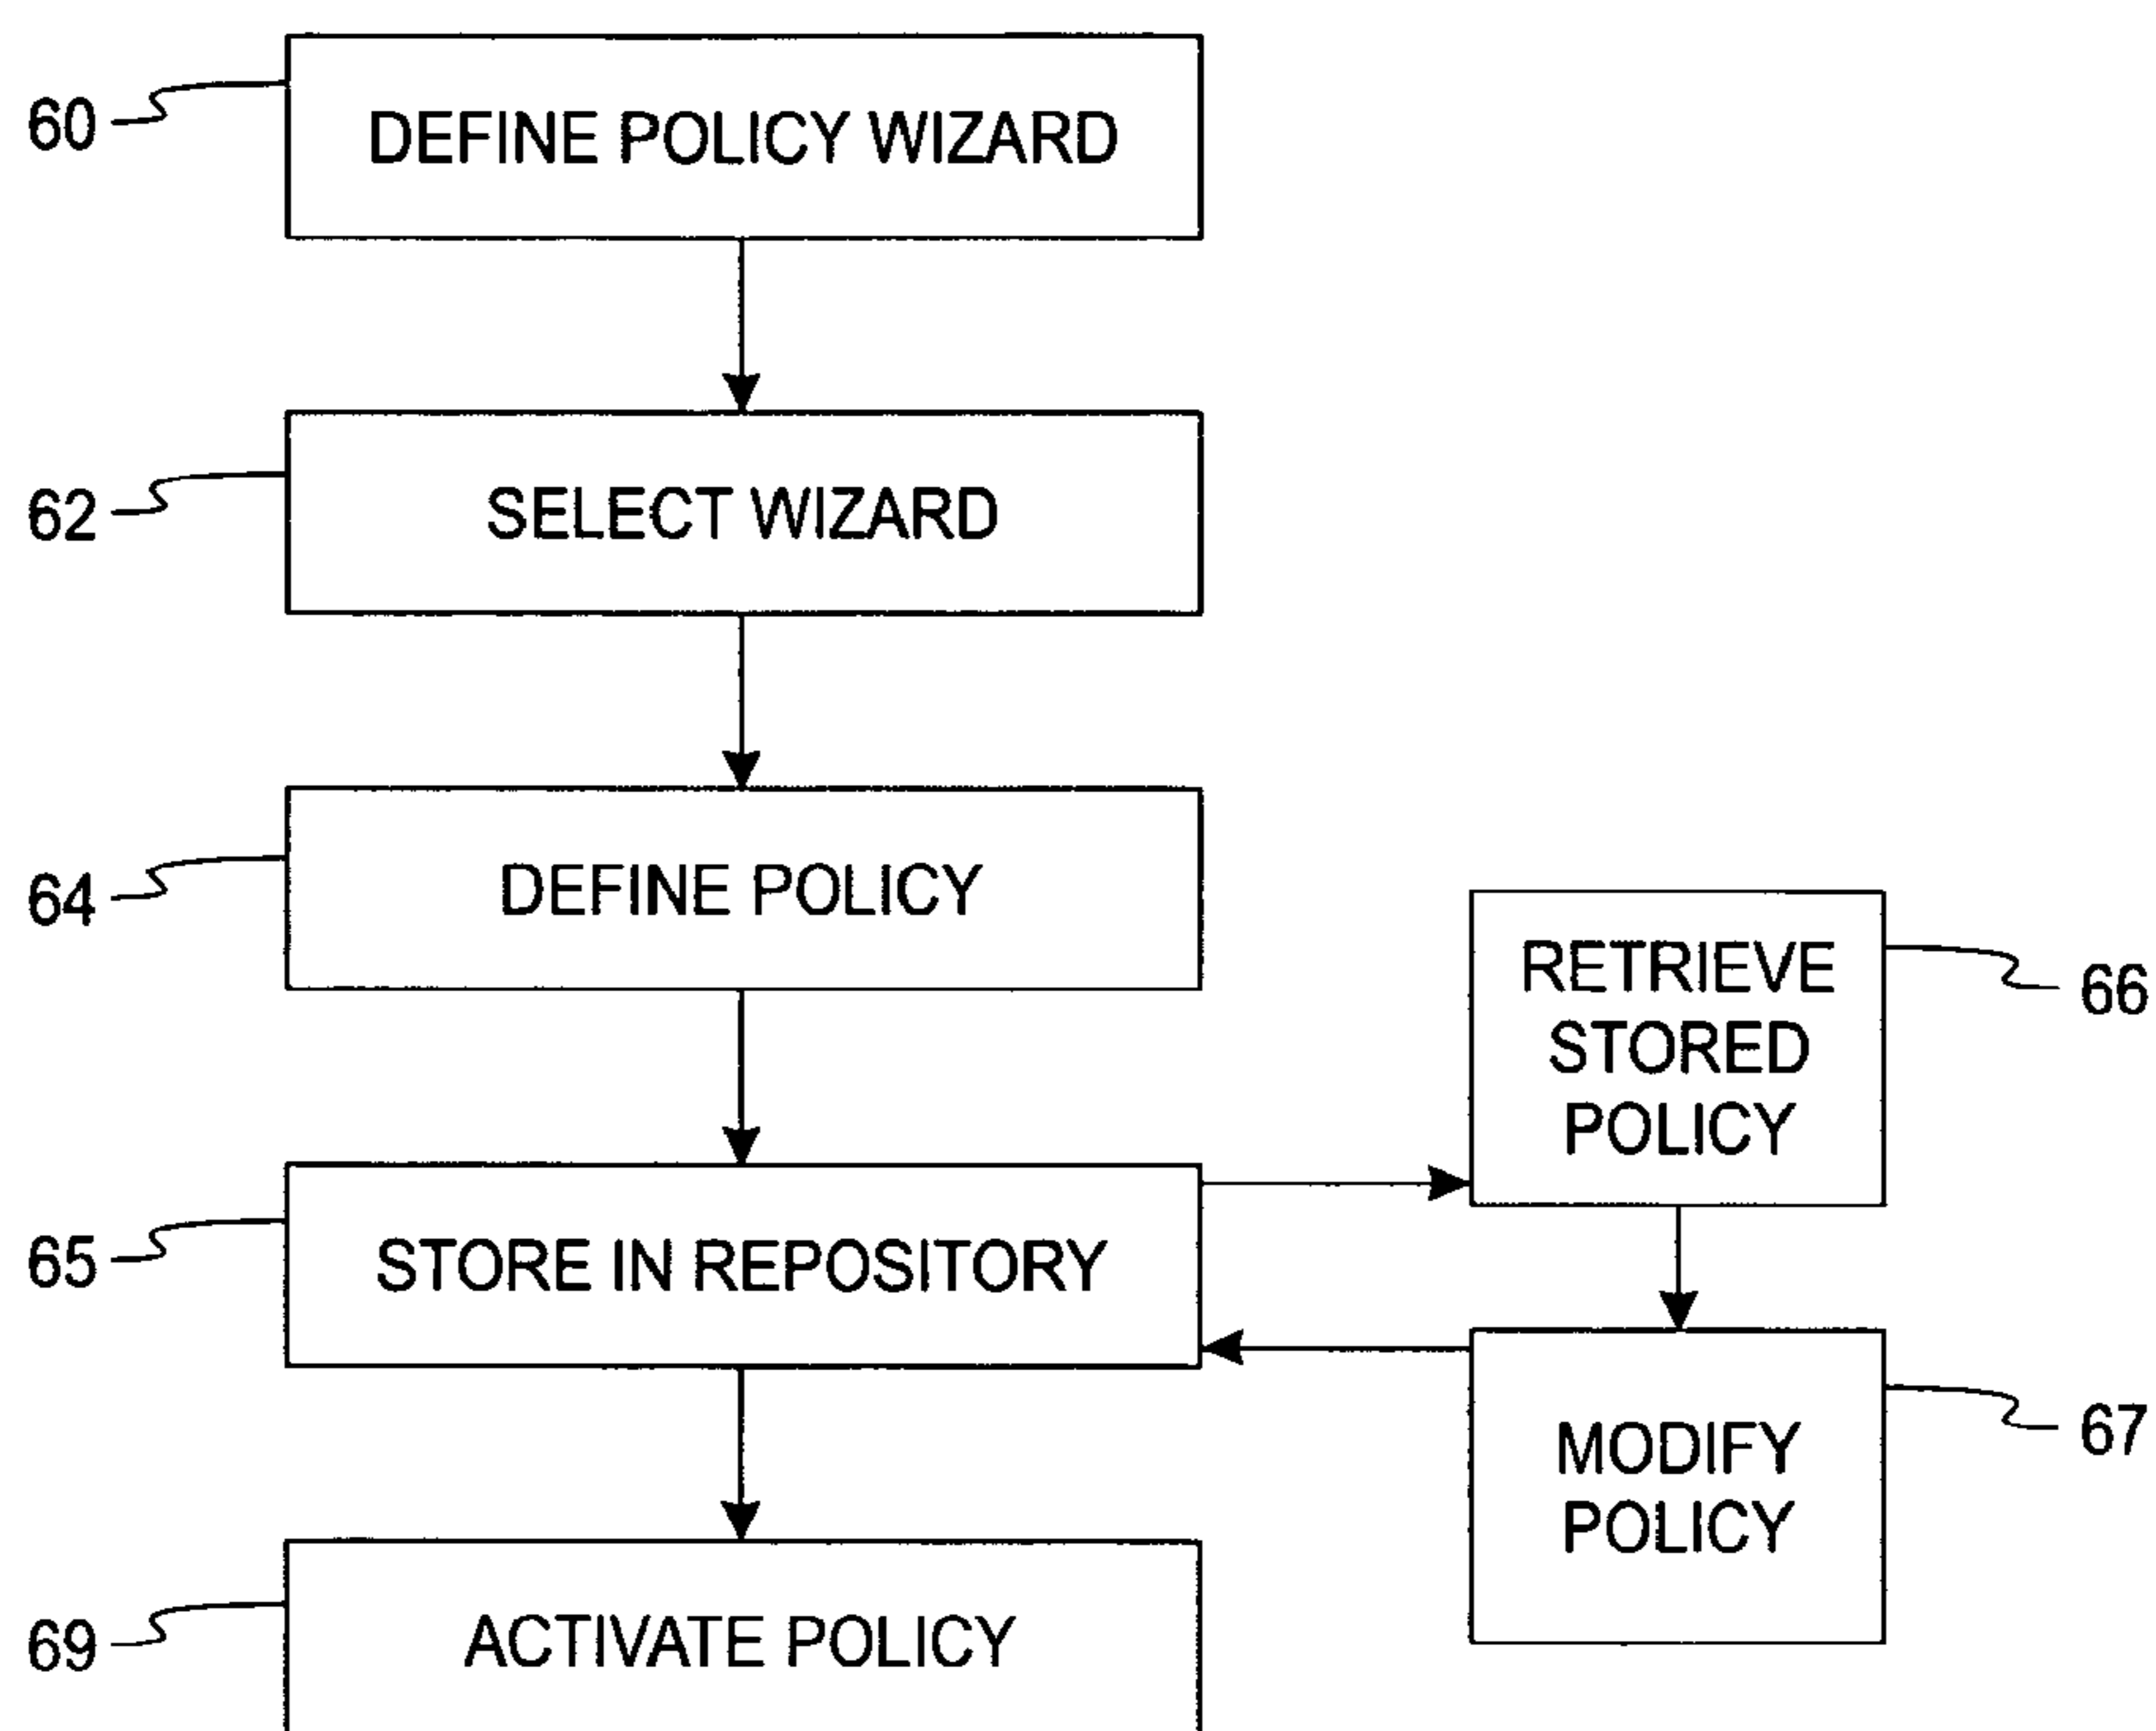 60
DEFINE POLICY WIZARD
62
SELECT WIZARD
64
DEFINE POLICY
RETRIEVE
STORED
POLICY
66
65
STORE IN REPOSITORY
MODIFY
POLICY
67
69
ACTIVATE POLICY